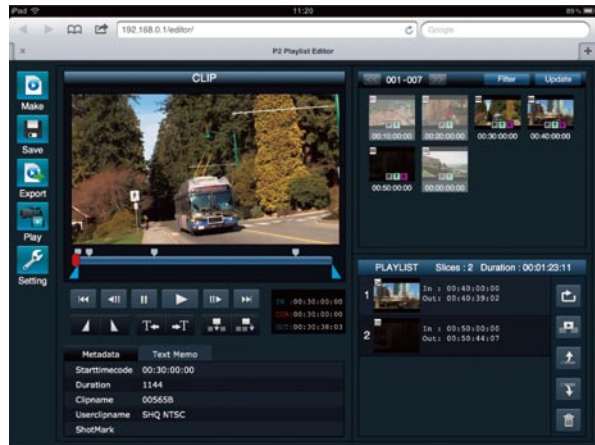 iPad
11:20
89%
192.168.0.1/editor/
Google
P2 Playlist Editor
Make
Save
Export
Play
Setting
CLIP
IN :00:30:00:00
CUR:00:30:00:00
OUT:00:30:38:03
Metadata
Text Memo
Starttimecode 00:30:00:00
Duration 1144
Clipname 00565B
Userclipname SHQ NTSC
ShotMark
001-007
Filter
Update
00:10:00:00
00:20:00:00
00:30:00:00
00:40:00:00
00:50:00:00
00:00:00:00
PLAYLIST Slices : 2 Duration : 00:01:23:11
1
In : 00:40:00:00
Out: 00:40:39:02
2
In : 00:50:00:00
Out: 00:50:44:07